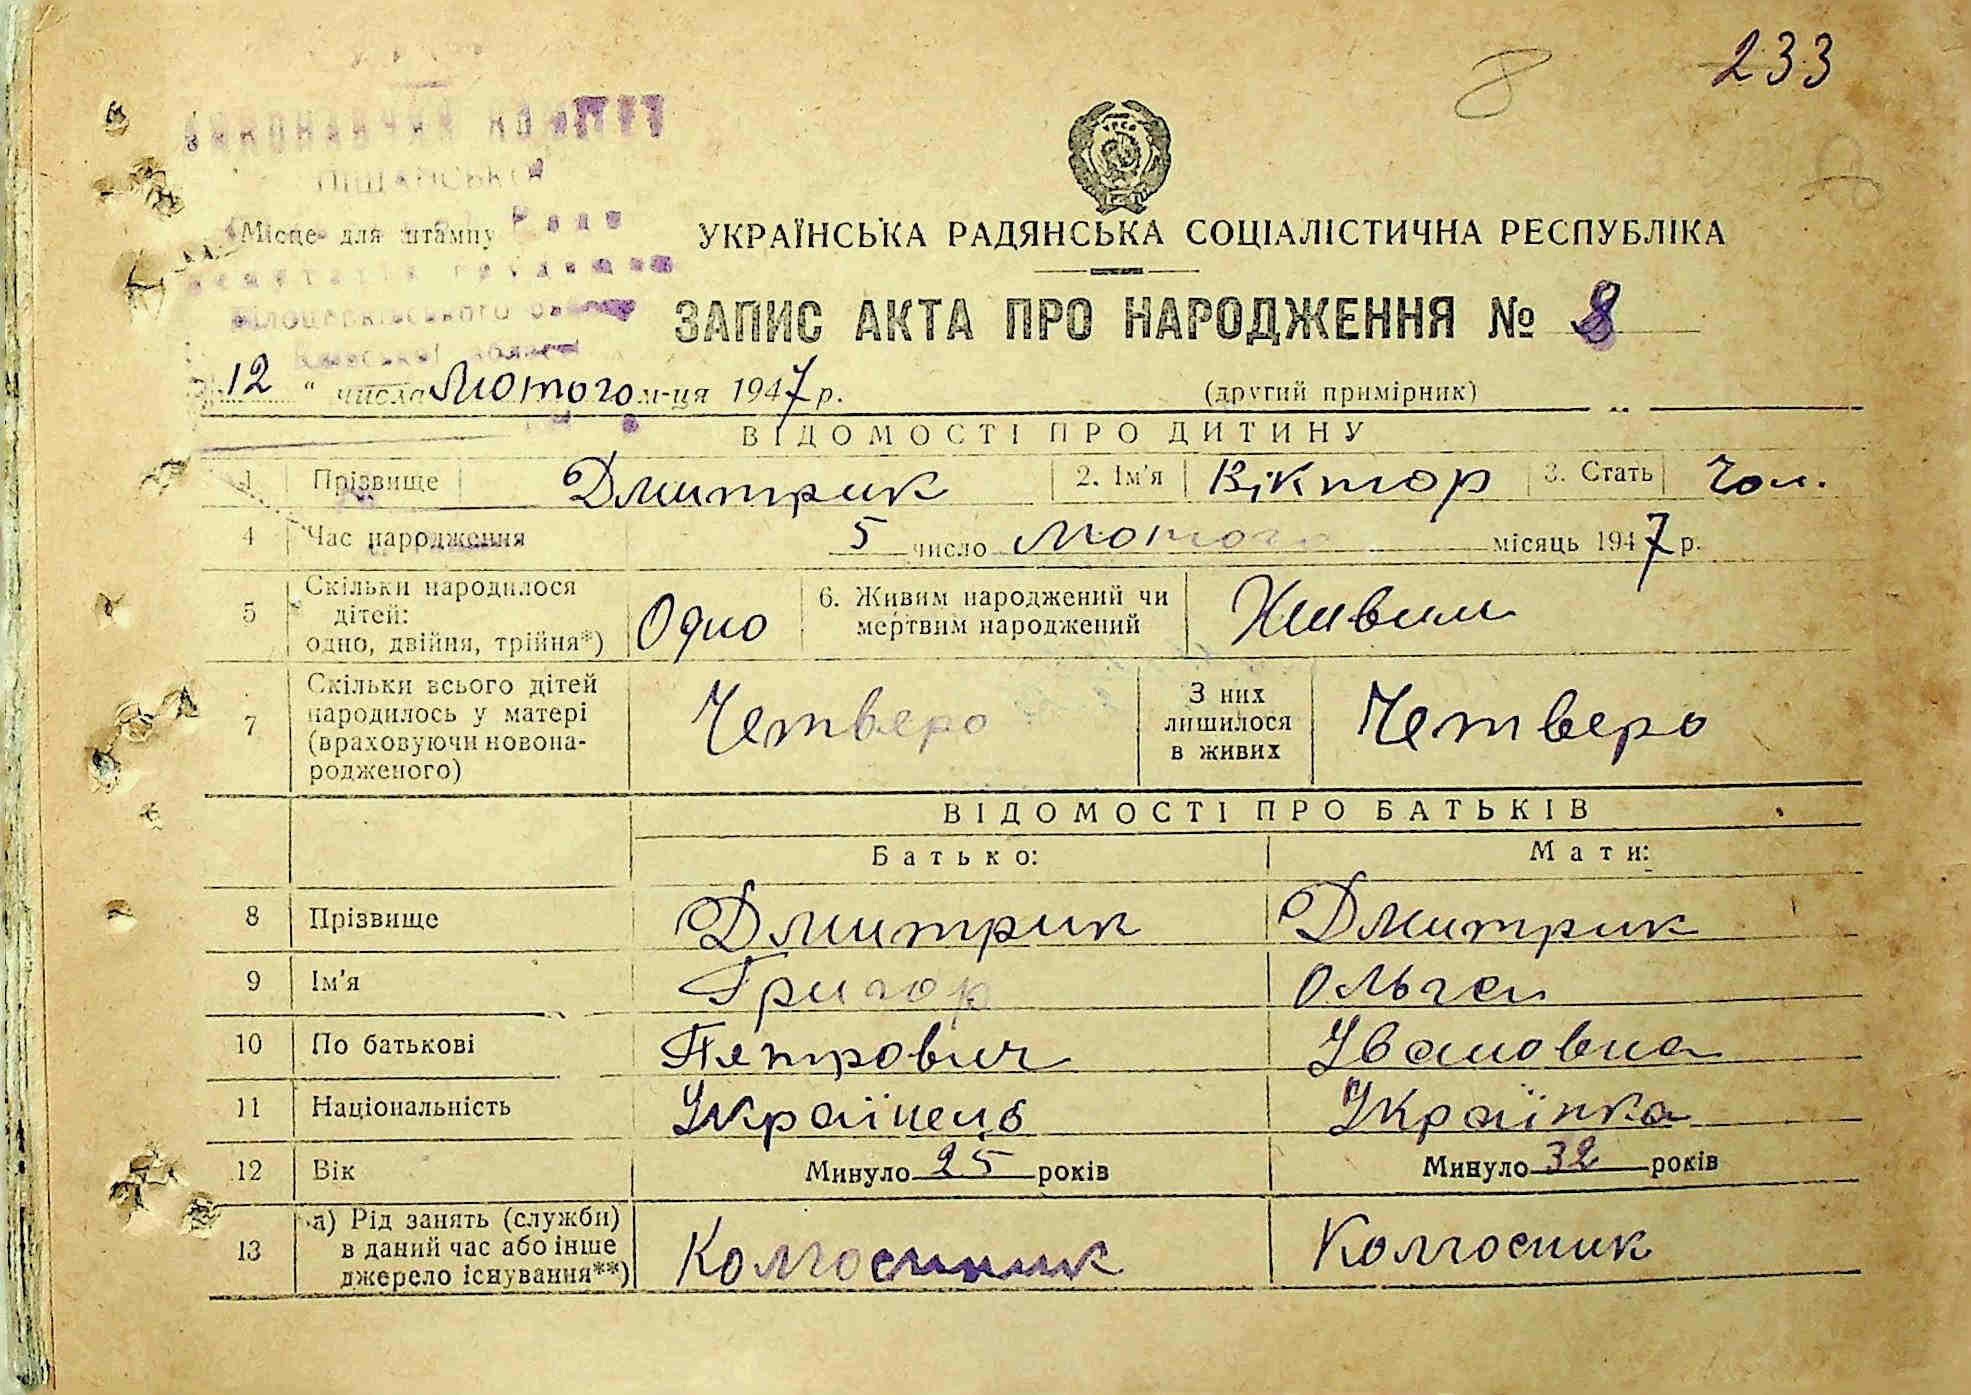 233
8
УРСР
ПІЩАНСЬКОЇ
Місце для штампу
УКРАЇНСЬКА РАДЯНСЬКА СОЦІАЛІСТИЧНА РЕСПУБЛІКА
Білоцерківського
ЗАПИС АКТА ПРО НАРОДЖЕННЯ № 8
12 " числа Лютого м-ця 1947 р.
(другий примірник)
ВІДОМОСТІ ПРО ДИТИНУ
1 Прізвище Дмитрик 2. Ім'я Віктор 3. Стать Чол.
4 Час народження 5 число Лютого місяць 1947 р.
5 Скільки народилося дітей: одно, двійня, трійня*) Одно 6. Живим народжений чи мертвим народжений Живим
7 Скільки всього дітей народилось у матері (враховуючи новонародженого) Четверо З них лишилося в живих Четверо
ВІДОМОСТІ ПРО БАТЬКІВ
Батько: Мати:
8 Прізвище Дмитрик Дмитрик
9 Ім'я Григор Ольга
10 По батькові Петрович Івановна
11 Національність Українець Українка
12 Вік Минуло 25 років Минуло 32 років
13 а) Рід занять (служби) в даний час або інше джерело існування**) Колгоспник Колгоспик